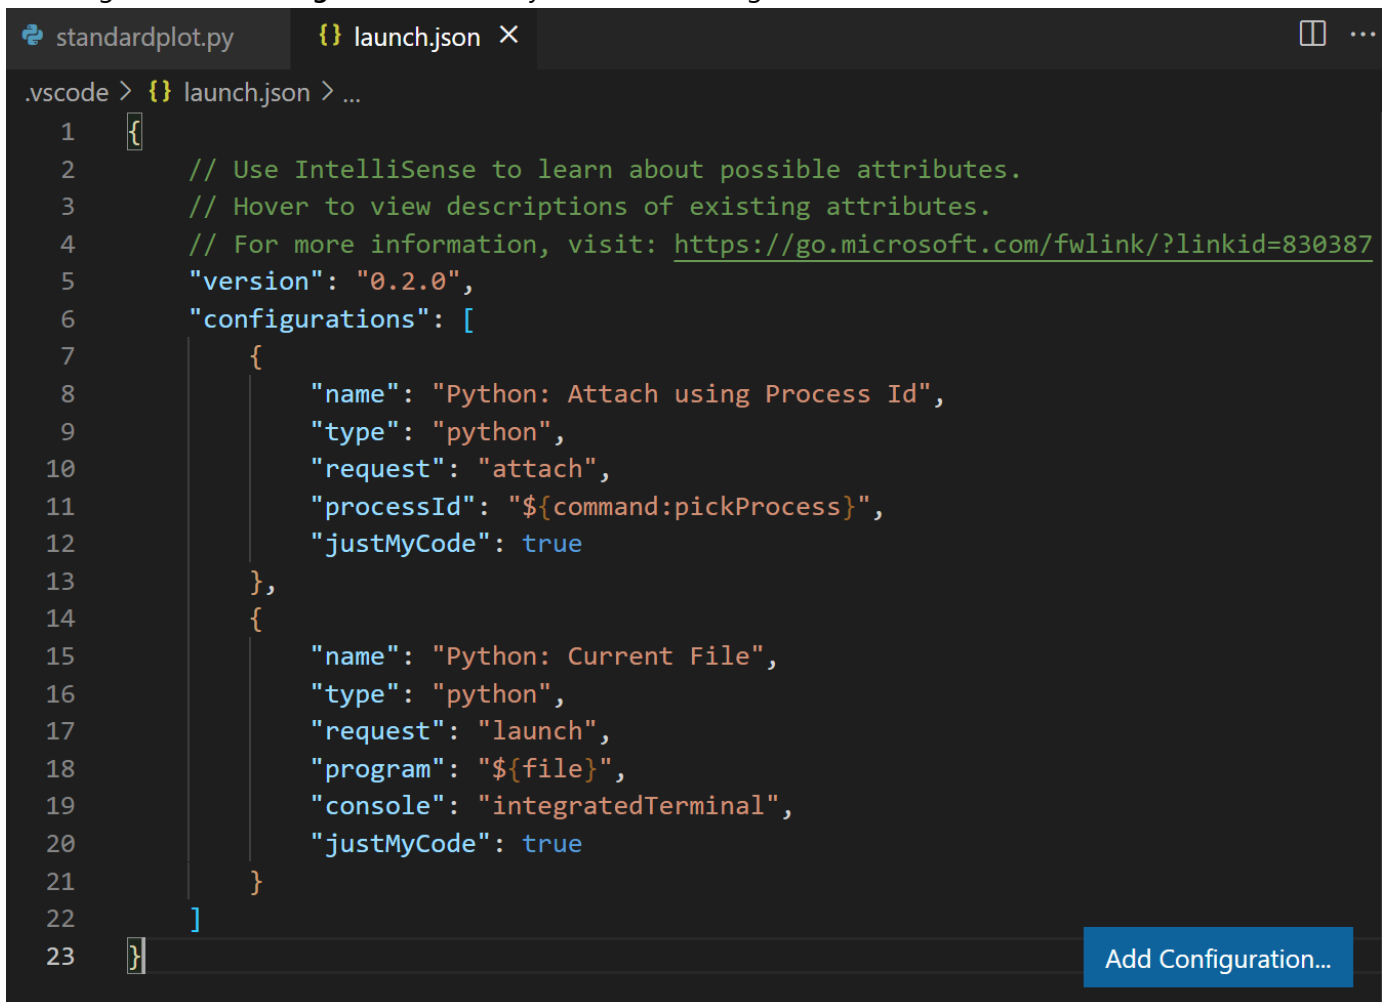 standardplot.py {} launch.json × ...
.vscode > {} launch.json > ...
1 {
2 // Use IntelliSense to learn about possible attributes.
3 // Hover to view descriptions of existing attributes.
4 // For more information, visit: https://go.microsoft.com/fwlink/?linkid=830387
5 "version": "0.2.0",
6 "configurations": [
7 {
8 "name": "Python: Attach using Process Id",
9 "type": "python",
10 "request": "attach",
11 "processId": "${command:pickProcess}",
12 "justMyCode": true
13 },
14 {
15 "name": "Python: Current File",
16 "type": "python",
17 "request": "launch",
18 "program": "${file}",
19 "console": "integratedTerminal",
20 "justMyCode": true
21 }
22 ]
23 }
Add Configuration...